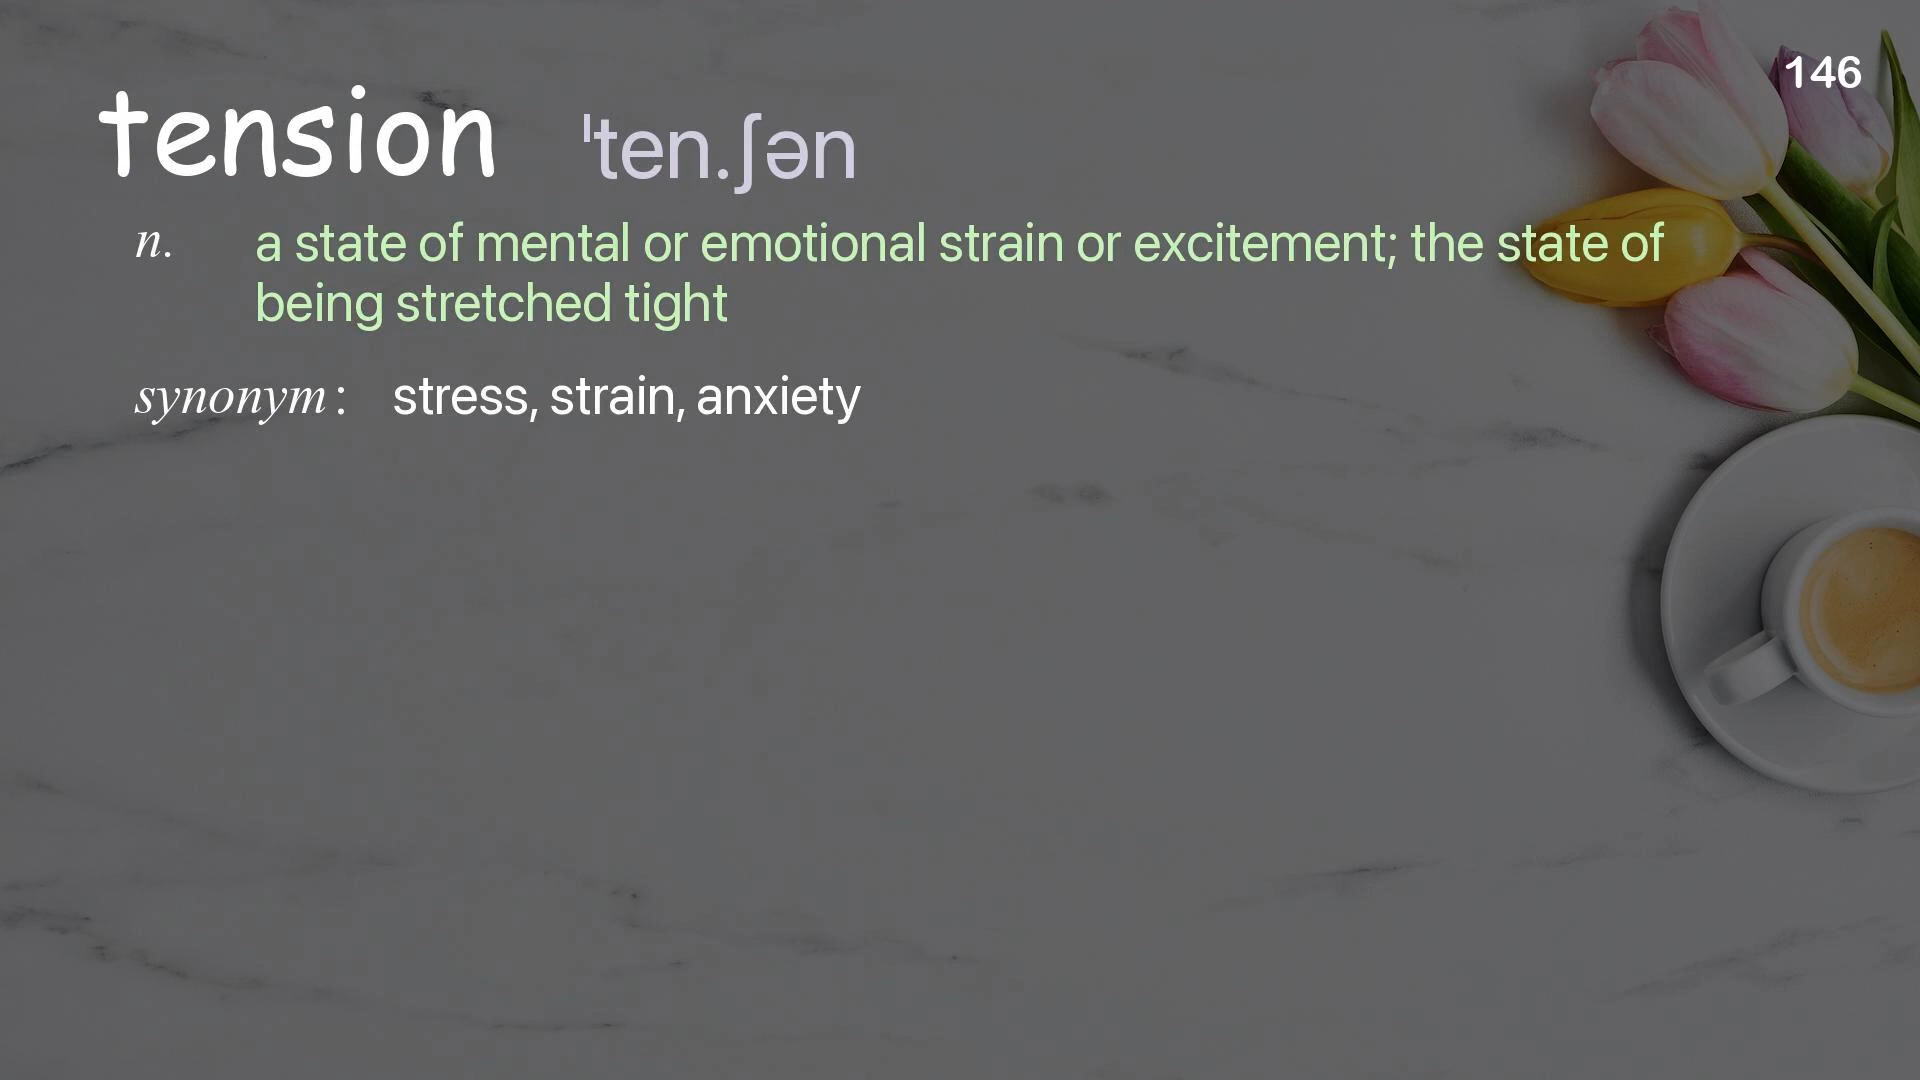 146
tension ˈten.ʃən
n. a state of mental or emotional strain or excitement; the state of
being stretched tight
synonym: stress, strain, anxiety